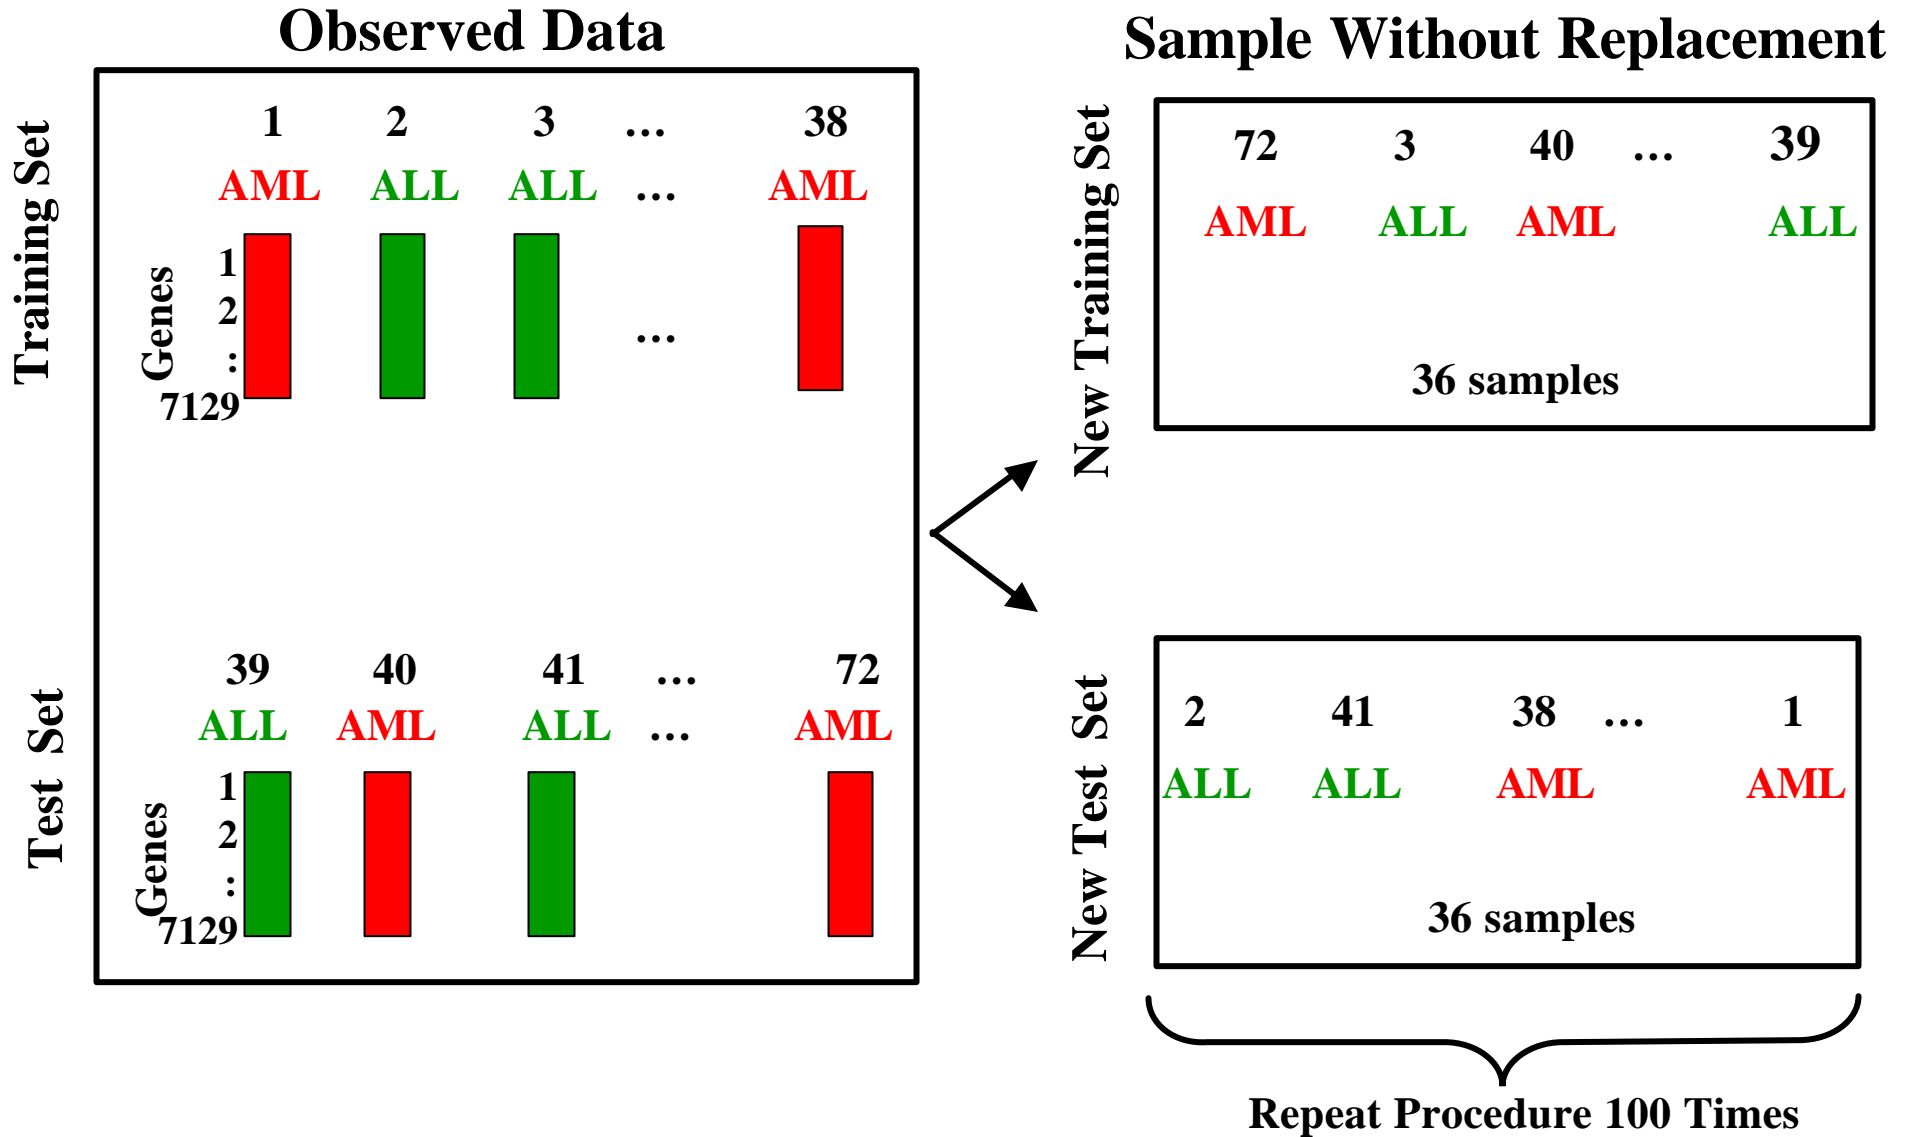 Observed Data
Training Set
1 2 3 ... 38
AML ALL ALL ... AML
Genes
1
2
:
7129
...
Test Set
39 40 41 ... 72
ALL AML ALL ... AML
Genes
1
2
:
7129
Sample Without Replacement
New Training Set
72 3 40 ... 39
AML ALL AML ALL
36 samples
New Test Set
2 41 38 ... 1
ALL ALL AML AML
36 samples
Repeat Procedure 100 Times